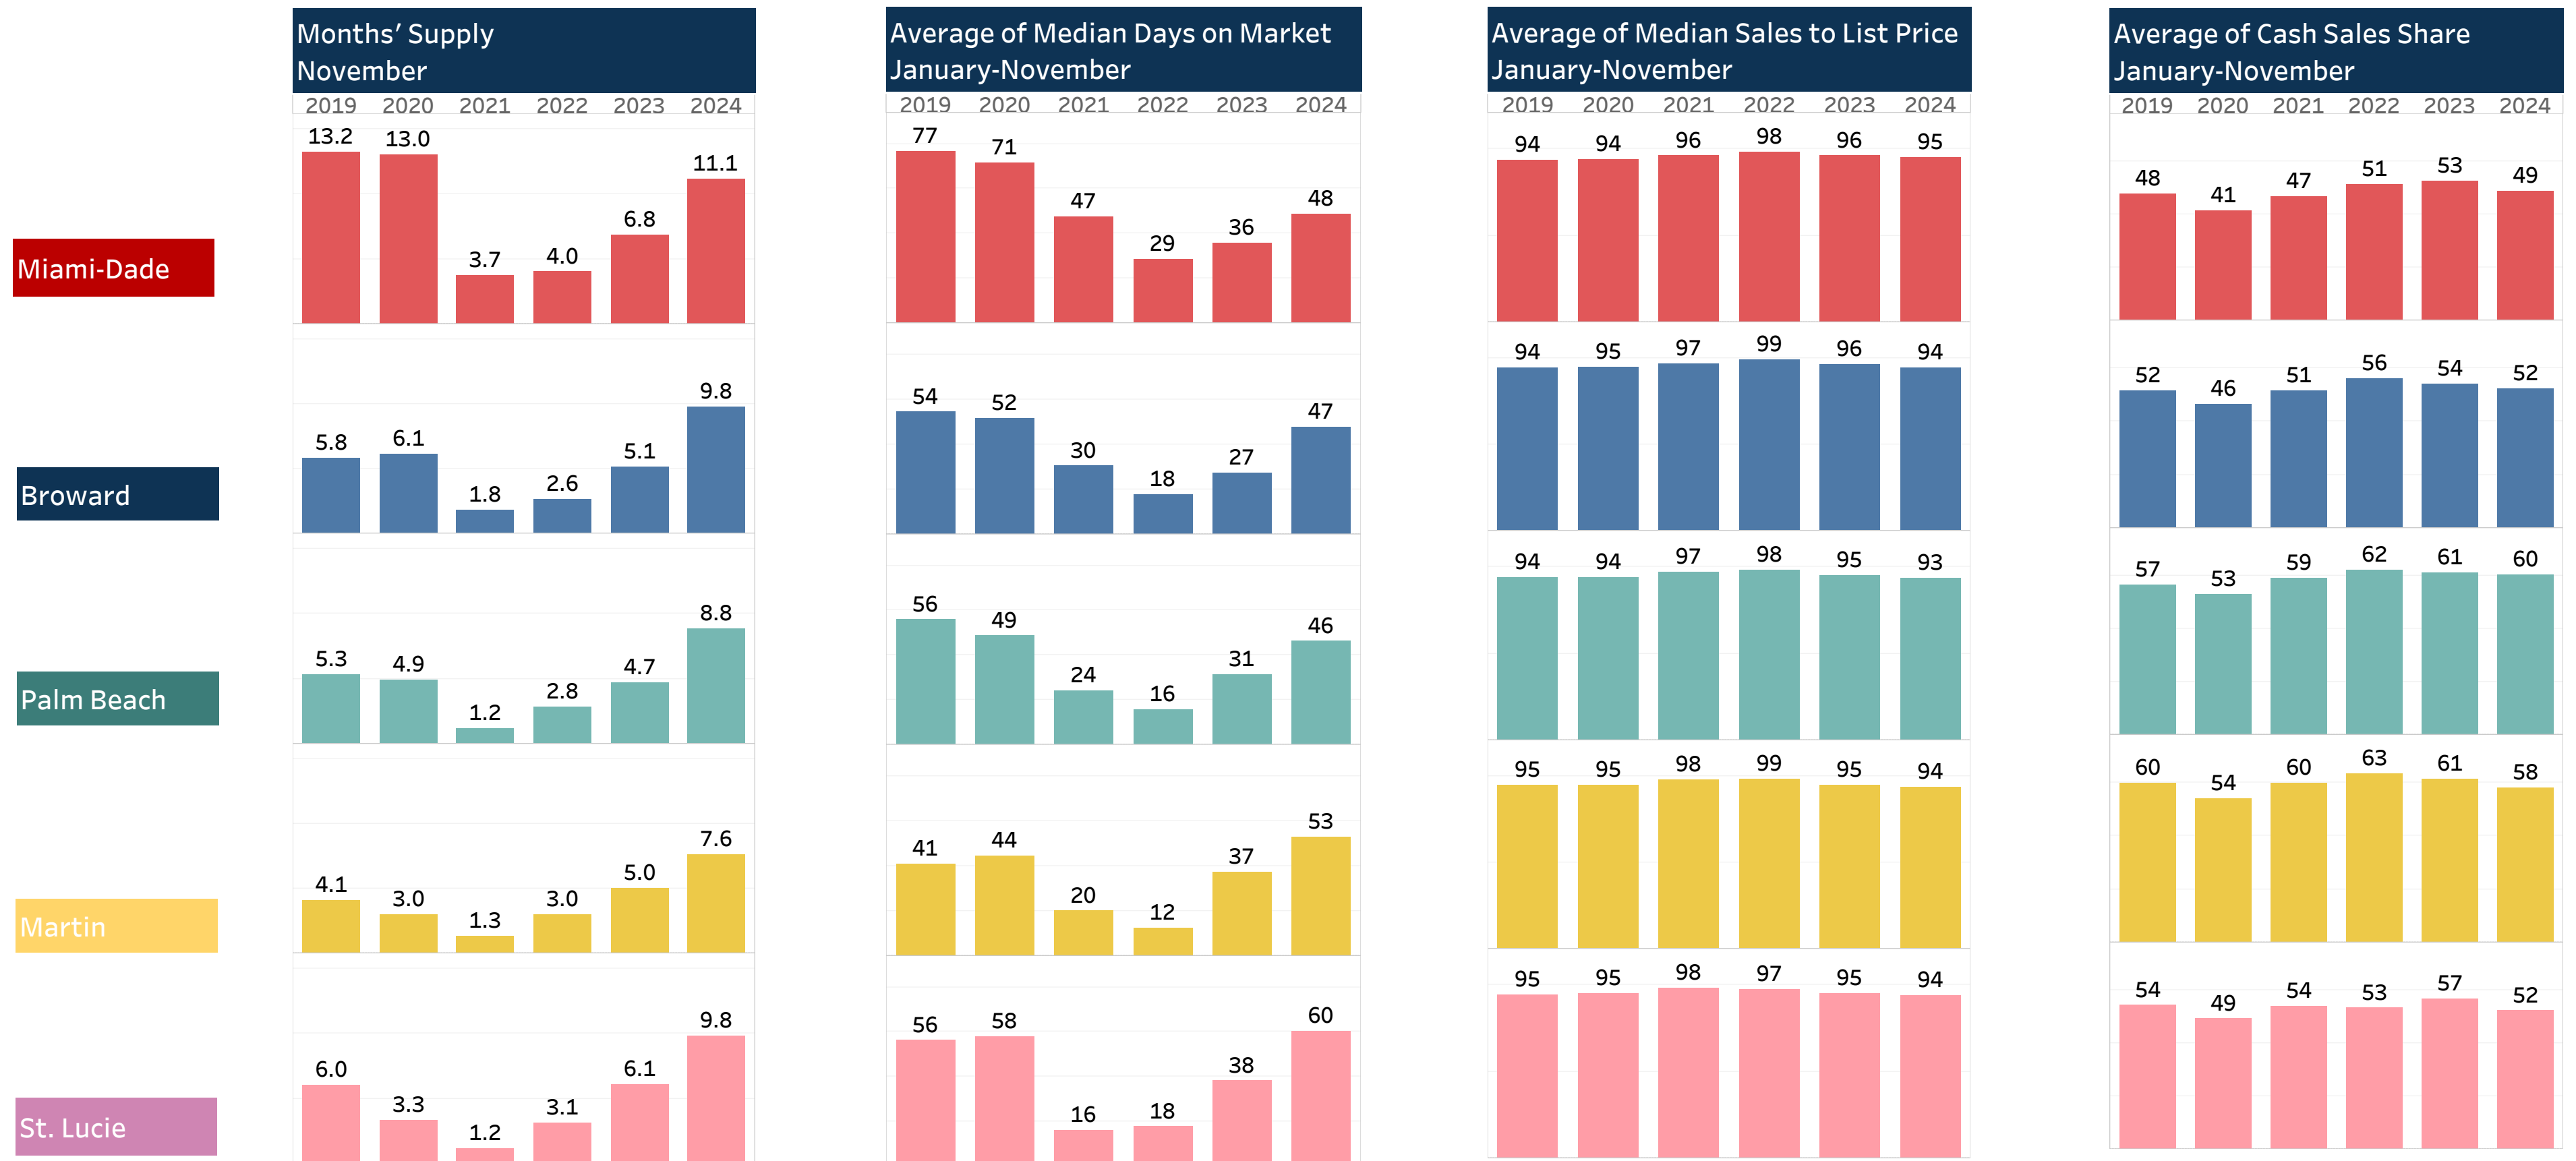 Months’ Supply
November
Average of Median Days on Market
January-November
Average of Median Sales to List Price
January-November
Average of Cash Sales Share
January-November
2019 2020 2021 2022 2023 2024
2019 2020 2021 2022 2023 2024
2019 2020 2021 2022 2023 2024
2019 2020 2021 2022 2023 2024
Miami-Dade
13.2 13.0 3.7 4.0 6.8 11.1
77 71 47 29 36 48
94 94 96 98 96 95
48 41 47 51 53 49
Broward
5.8 6.1 1.8 2.6 5.1 9.8
54 52 30 18 27 47
94 95 97 99 96 94
52 46 51 56 54 52
Palm Beach
5.3 4.9 1.2 2.8 4.7 8.8
56 49 24 16 31 46
94 94 97 98 95 93
57 53 59 62 61 60
Martin
4.1 3.0 1.3 3.0 5.0 7.6
41 44 20 12 37 53
95 95 98 99 95 94
60 54 60 63 61 58
St. Lucie
6.0 3.3 1.2 3.1 6.1 9.8
56 58 16 18 38 60
95 95 98 97 95 94
54 49 54 53 57 52